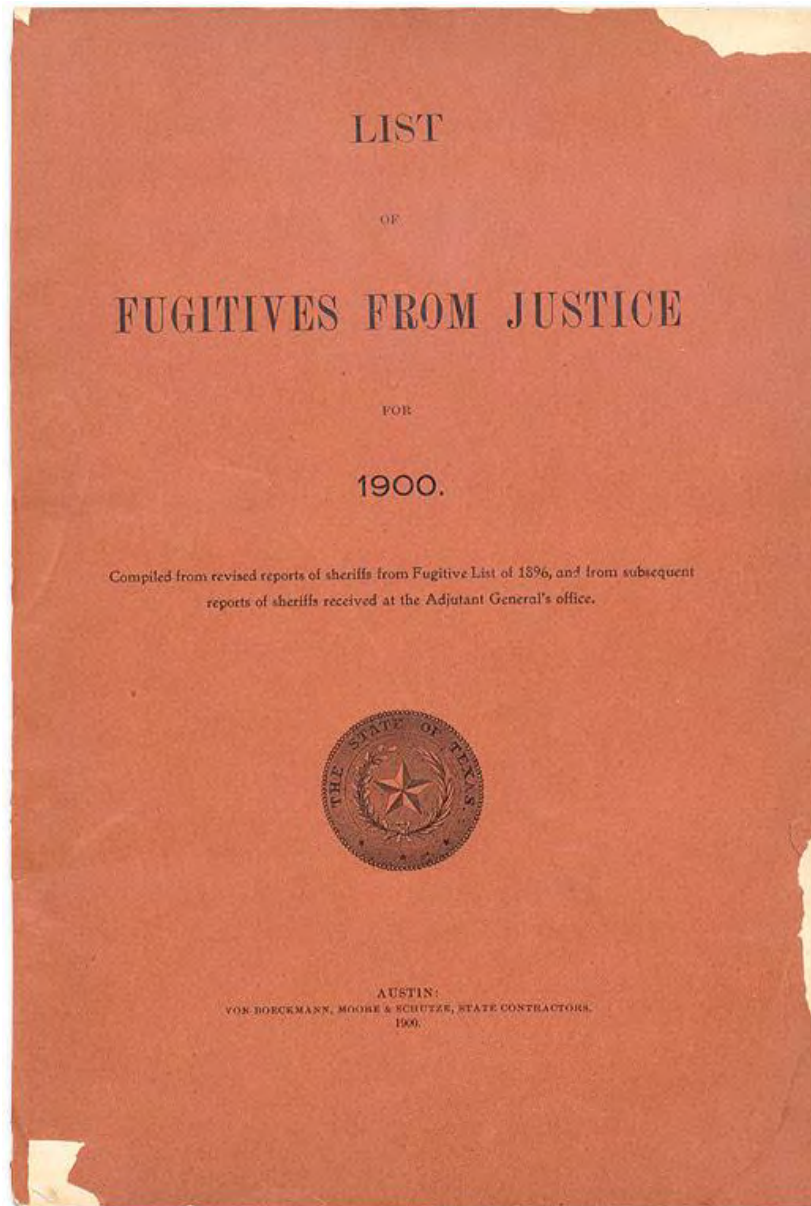 LIST
OF
FUGITIVES FROM JUSTICE
FOR
1900.
Compiled from revised reports of sheriffs from Fugitive List of 1896, and from subsequent
reports of sheriffs received at the Adjutant General's office.
THE STATE OF TEXAS
AUSTIN:
VON BOECKMANN, MOORE & SCHUTZE, STATE CONTRACTORS.
1900.